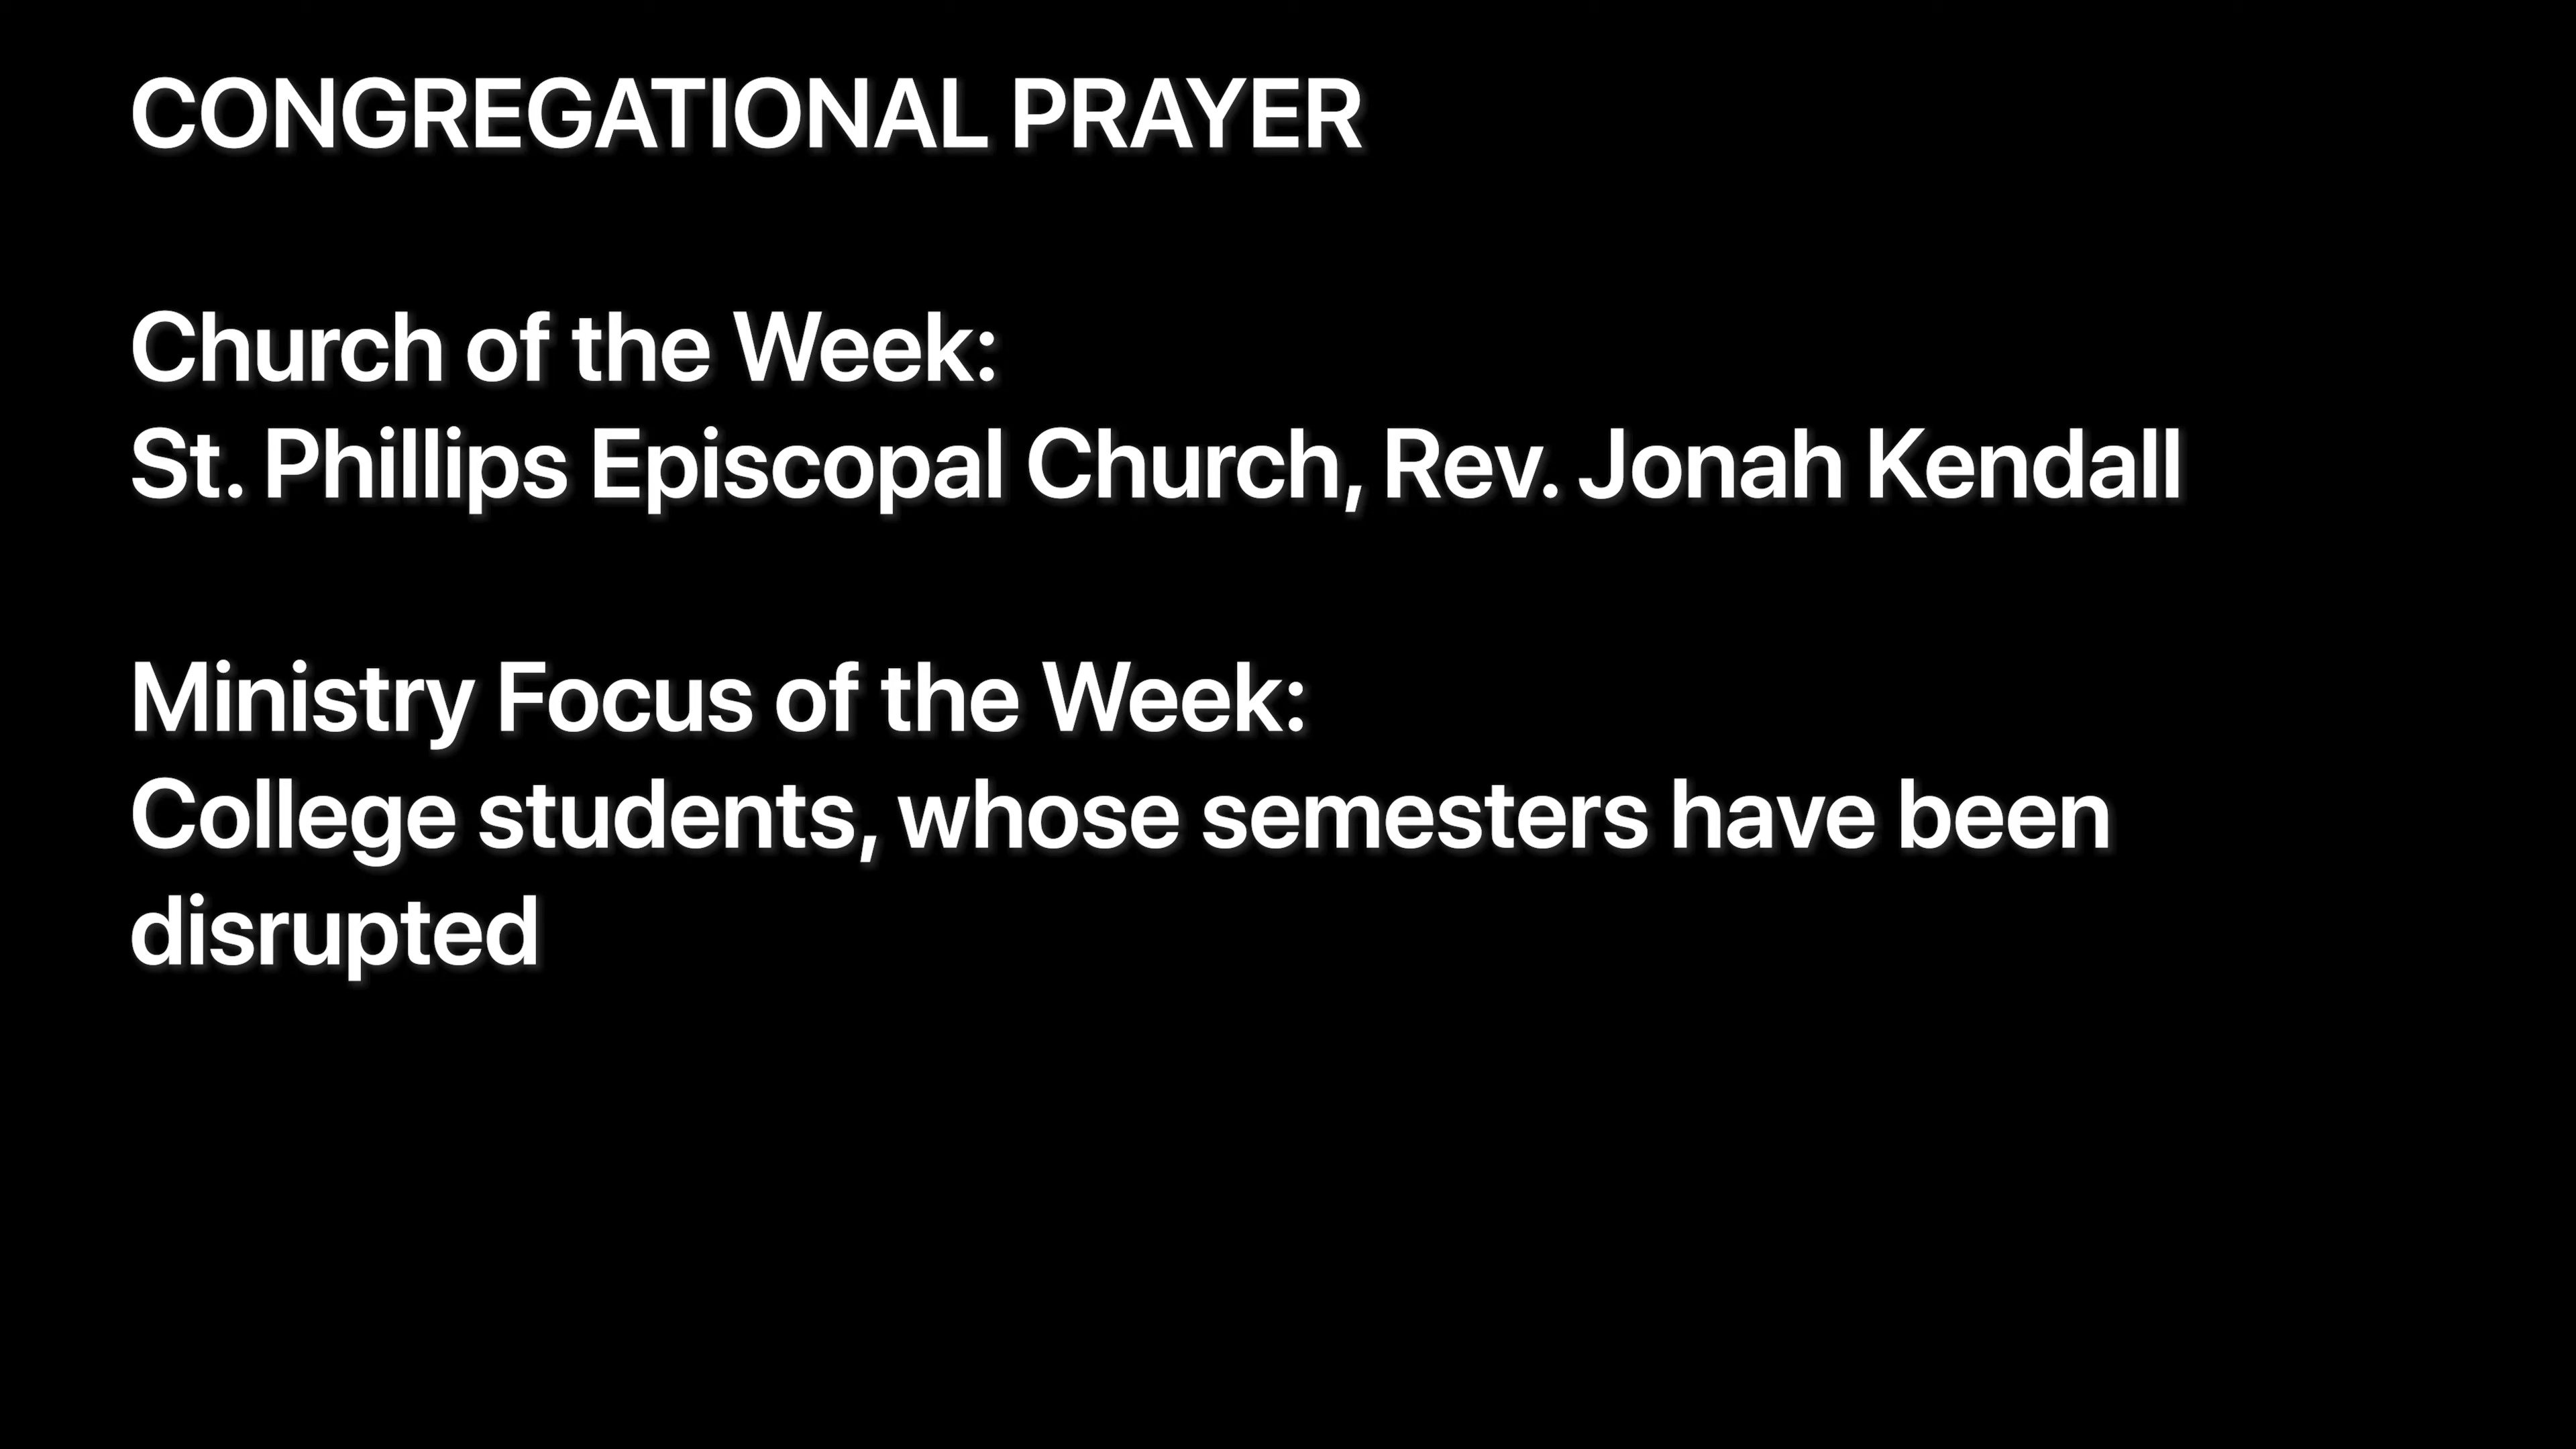 CONGREGATIONAL PRAYER
Church of the Week:
St. Phillips Episcopal Church, Rev. Jonah Kendall
Ministry Focus of the Week:
College students, whose semesters have been
disrupted